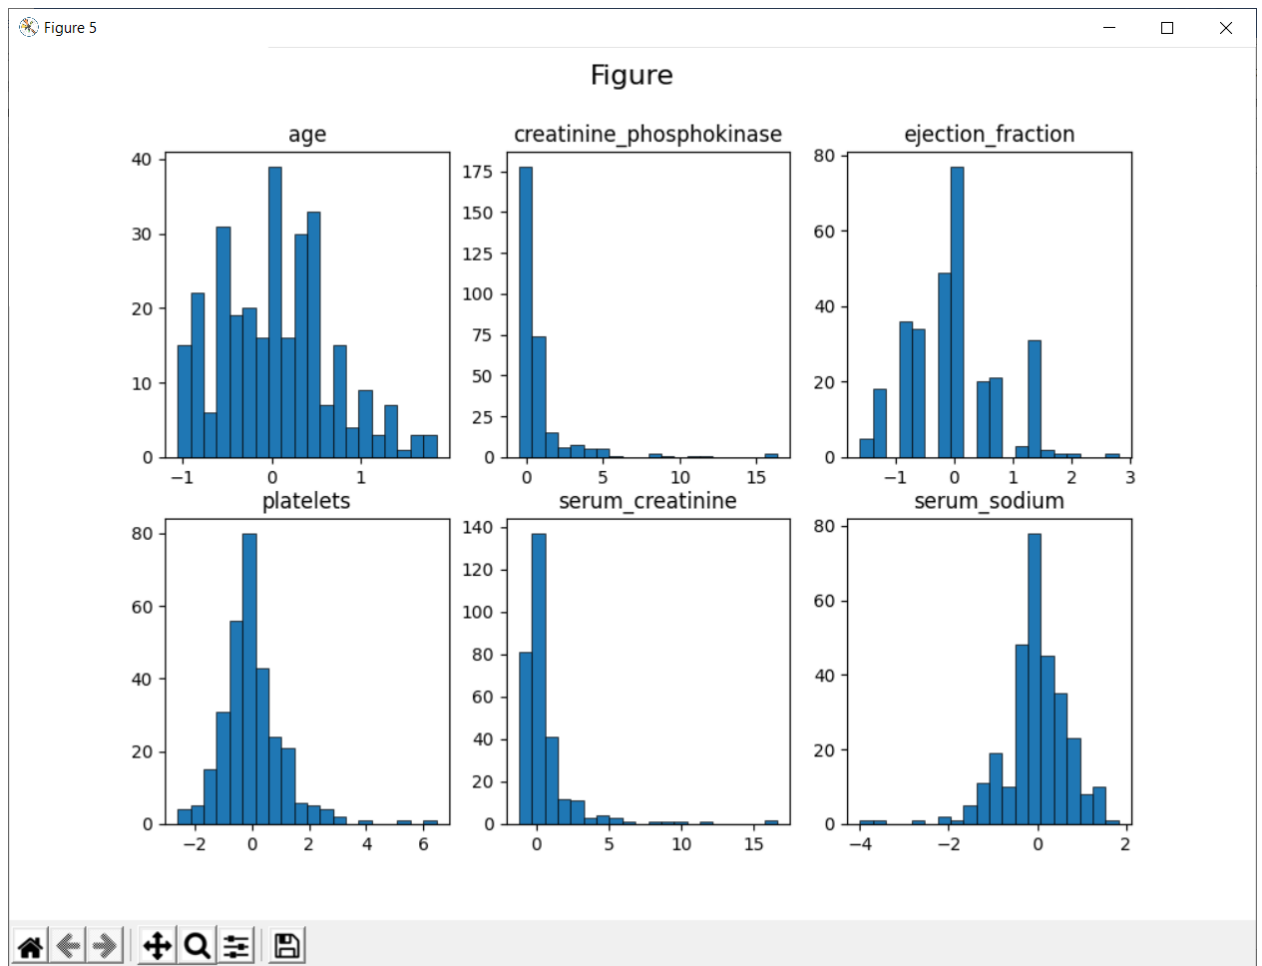 Figure 5
Figure
age
40
30
20
10
0
−1 0 1
creatinine_phosphokinase
175
150
125
100
75
50
25
0
0 5 10 15
ejection_fraction
80
60
40
20
0
−1 0 1 2 3
platelets
80
60
40
20
0
−2 0 2 4 6
serum_creatinine
140
120
100
80
60
40
20
0
0 5 10 15
serum_sodium
80
60
40
20
0
−4 −2 0 2